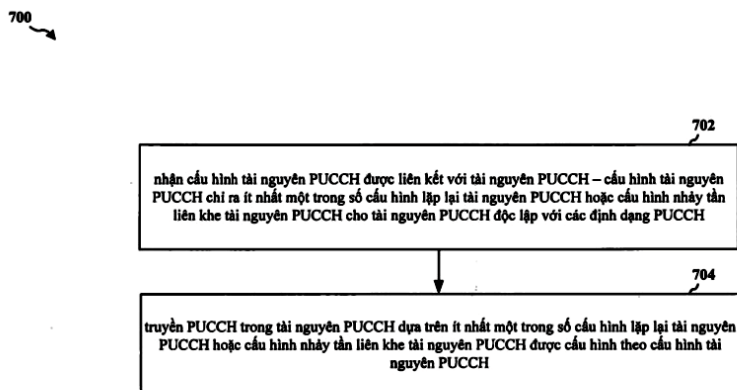 700
702
nhận cấu hình tài nguyên PUCCH được liên kết với tài nguyên PUCCH – cấu hình tài nguyên
PUCCH chỉ ra ít nhất một trong số cấu hình lặp lại tài nguyên PUCCH hoặc cấu hình nhảy tần
liên khe tài nguyên PUCCH cho tài nguyên PUCCH độc lập với các định dạng PUCCH
704
truyền PUCCH trong tài nguyên PUCCH dựa trên ít nhất một trong số cấu hình lặp lại tài nguyên
PUCCH hoặc cấu hình nhảy tần liên khe tài nguyên PUCCH được cấu hình theo cấu hình tài
nguyên PUCCH